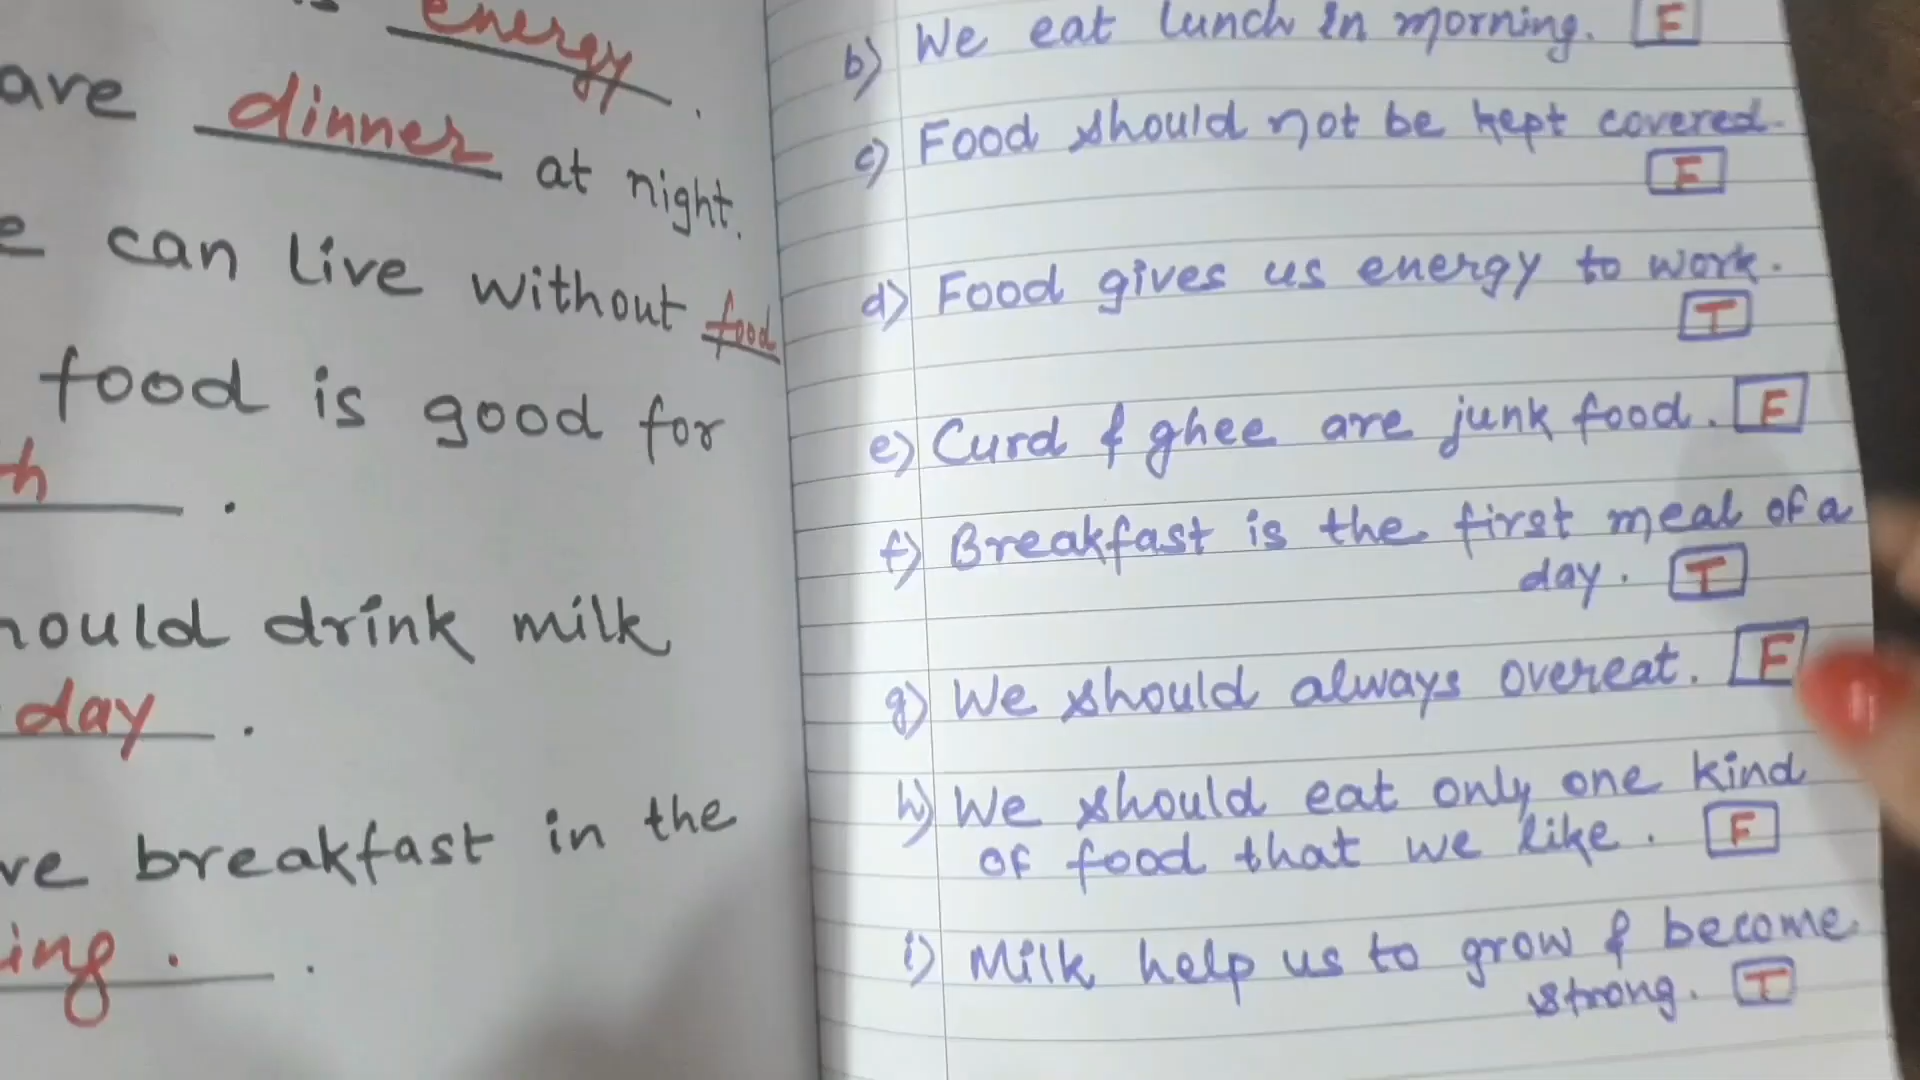 energy.
are dinner at night.
can live without food
food is good for
h.
hould drink milk
day.
ve breakfast in the
ing. .
b) We eat lunch in morning. F
c) Food should not be kept covered.
F
d) Food gives us energy to work.
T
e) Curd & ghee are junk food. F
f) Breakfast is the first meal of a
day. T
g) We should always overeat. F
h) We should eat only one kind
of food that we like. F
i) Milk help us to grow & become
strong. T